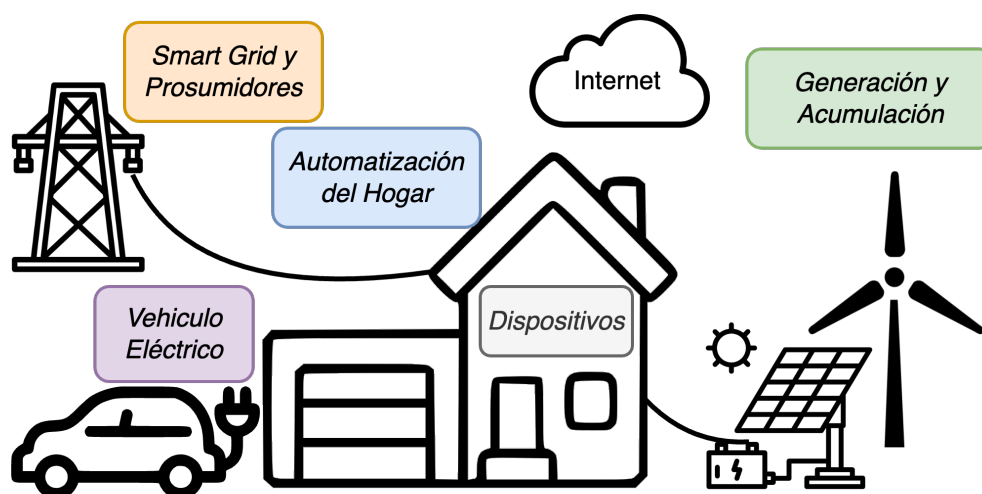 Smart Grid y
Prosumidores
Internet
Generación y
Acumulación
Automatización
del Hogar
Vehiculo
Eléctrico
Dispositivos